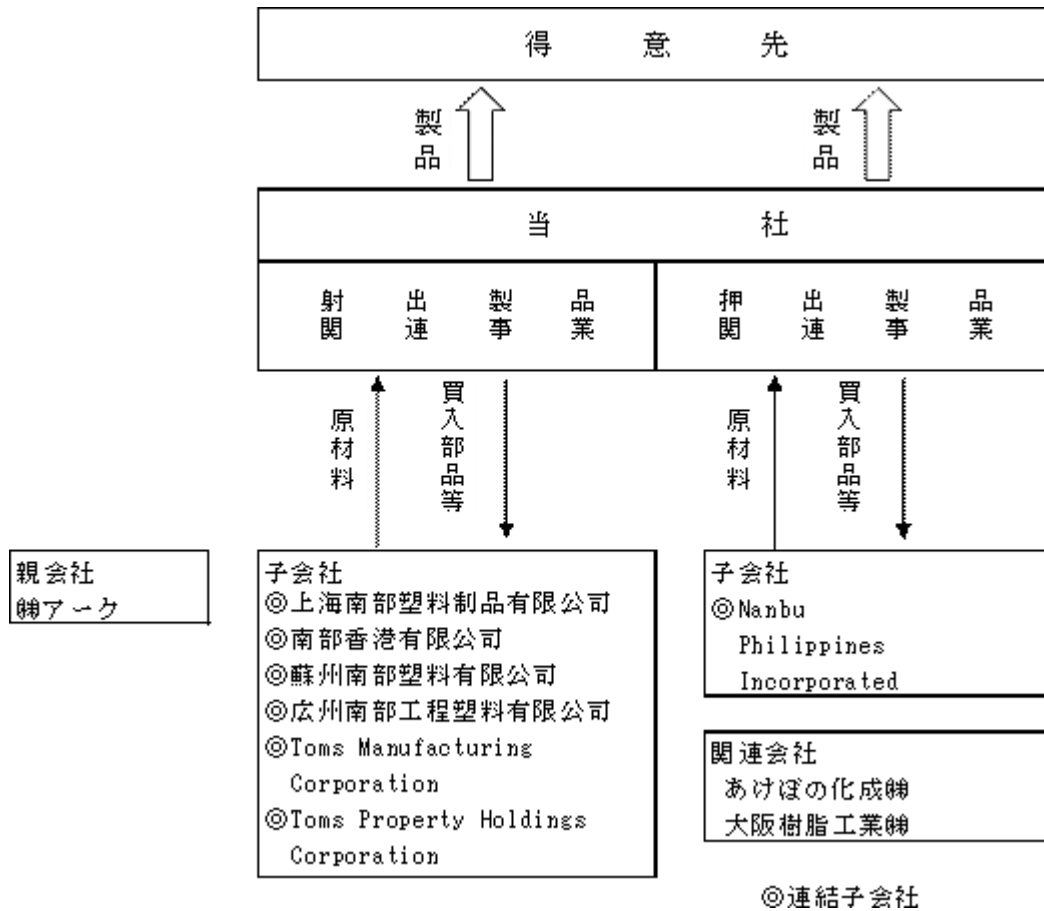 得意先
製品
製品
当社
射出製品
関連事業
押出製品
関連事業
原材料
買入部品等
原材料
買入部品等
親会社
㈱アーク
子会社
◎上海南部塑料制品有限公司
◎南部香港有限公司
◎蘇州南部塑料有限公司
◎広州南部工程塑料有限公司
◎Toms Manufacturing
Corporation
◎Toms Property Holdings
Corporation
子会社
◎Nanbu
Philippines
Incorporated
関連会社
あけぼの化成㈱
大阪樹脂工業㈱
◎連結子会社